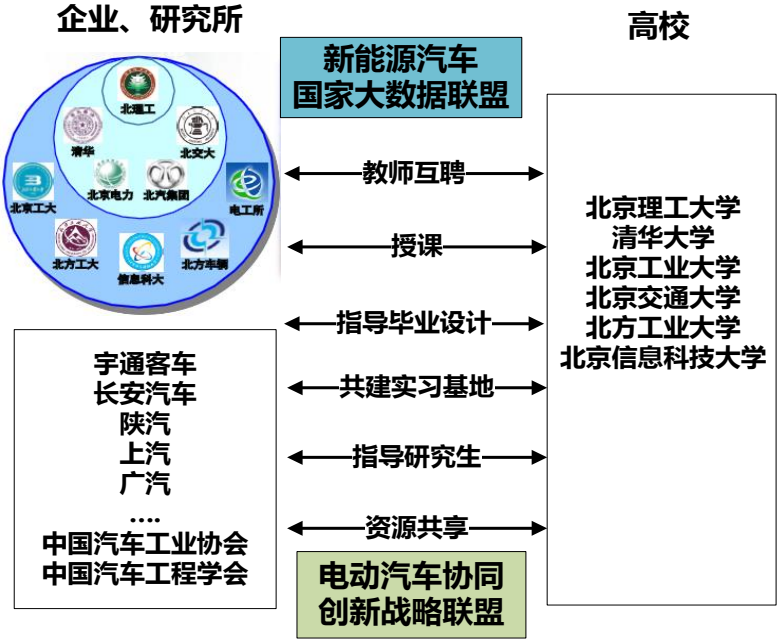 企业、研究所
高校
新能源汽车
国家大数据联盟
北理工
清华
北交大
北京电力
北汽集团
北京工大
电工所
北方工大
信息科大
北方车辆
教师互聘
授课
指导毕业设计
共建实习基地
指导研究生
资源共享
宇通客车
长安汽车
陕汽
上汽
广汽
....
中国汽车工业协会
中国汽车工程学会
北京理工大学
清华大学
北京工业大学
北京交通大学
北方工业大学
北京信息科技大学
电动汽车协同
创新战略联盟